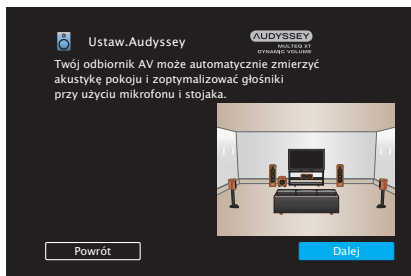 Ustaw.Audyssey
AUDYSSEY
MULTEQ XT
DYNAMIC VOLUME
Twój odbiornik AV może automatycznie zmierzyć
akustykę pokoju i zoptymalizować głośniki
przy użyciu mikrofonu i stojaka.
Powrót
Dalej